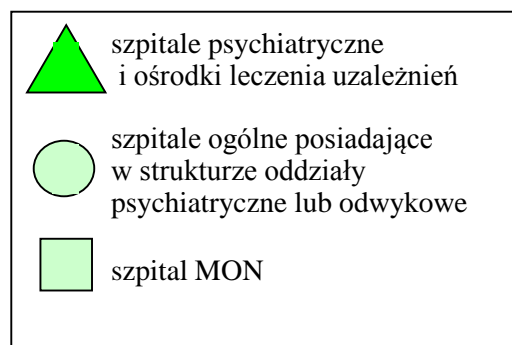 szpitale psychiatryczne
i ośrodki leczenia uzależnień
szpitale ogólne posiadające
w strukturze oddziały
psychiatryczne lub odwykowe
szpital MON